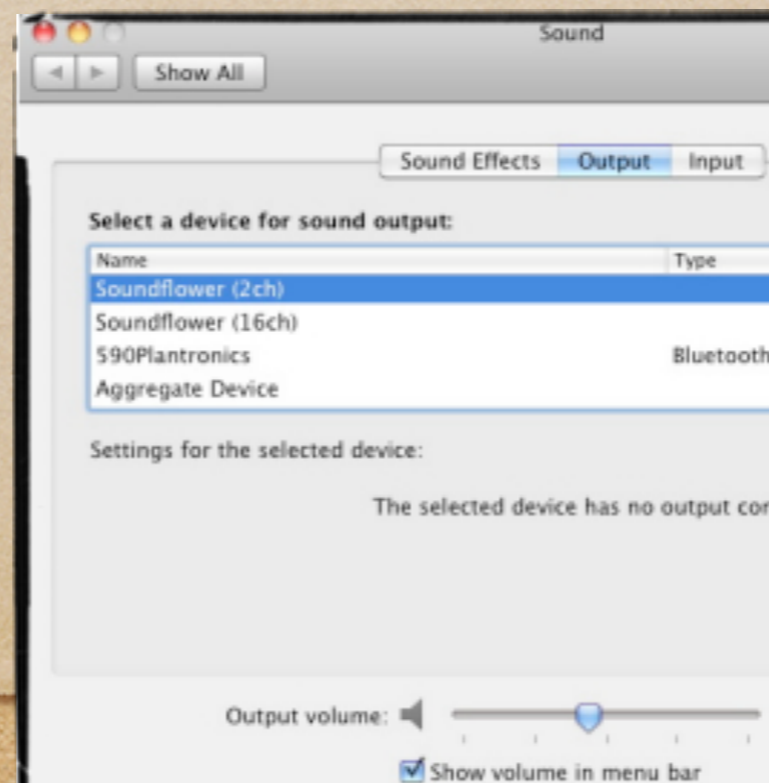 Sound
Show All
Sound Effects Output Input
Select a device for sound output:
Name Type
Soundflower (2ch)
Soundflower (16ch)
590Plantronics Bluetooth
Aggregate Device
Settings for the selected device:
The selected device has no output
Output volume:
Show volume in menu bar